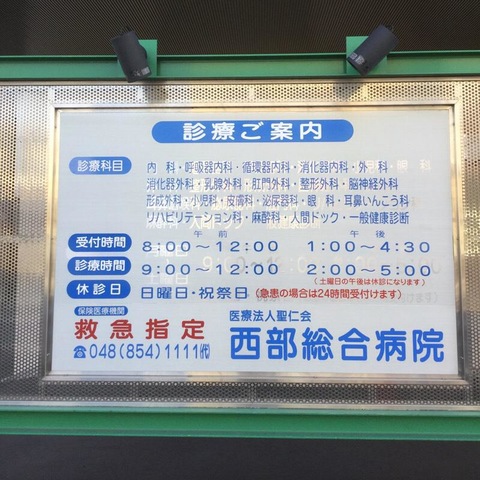 診療ご案内
診療科目 内科・呼吸器内科・循環器内科・消化器内科・外科
消化器外科・乳腺外科・肛門外科・整形外科・脳神経外科
形成外科・小児科・皮膚科・泌尿器科・眼科・耳鼻いんこう科
リハビリテーション科・麻酔科・人間ドック・一般健康診断
午前 午後
受付時間 8:00～12:00 1:00～4:30
診療時間 9:00～12:00 2:00～5:00
(土曜日の午後は休診になります)
休診日 日曜日・祝祭日 (急患の場合は24時間受付けます)
保険医療機関 医療法人聖仁会
救急指定 西部総合病院
☎048(854)1111㈹